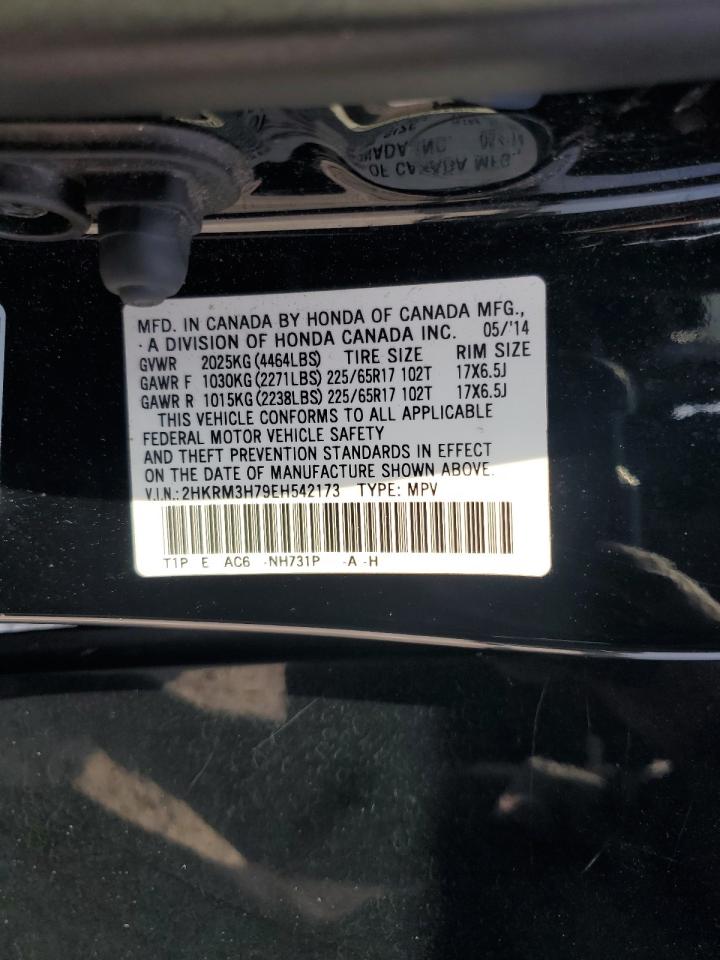 MFD. IN CANADA BY HONDA OF CANADA MFG.,
·A DIVISION OF HONDA CANADA INC. 05/'14
GVWR 2025KG(4464LBS) TIRE SIZE RIM SIZE
GAWR F 1030KG(2271LBS) 225/65R17 102T 17X6.5J
GAWR R 1015KG(2238LBS) 225/65R17 102T 17X6.5J
THIS VEHICLE CONFORMS TO ALL APPLICABLE
FEDERAL MOTOR VEHICLE SAFETY
AND THEFT PREVENTION STANDARDS IN EFFECT
ON THE DATE OF MANUFACTURE SHOWN ABOVE.
V.I.N.:2HKRM3H79EH542173 TYPE: MPV
T1P E AC6 -NH731P -A -H